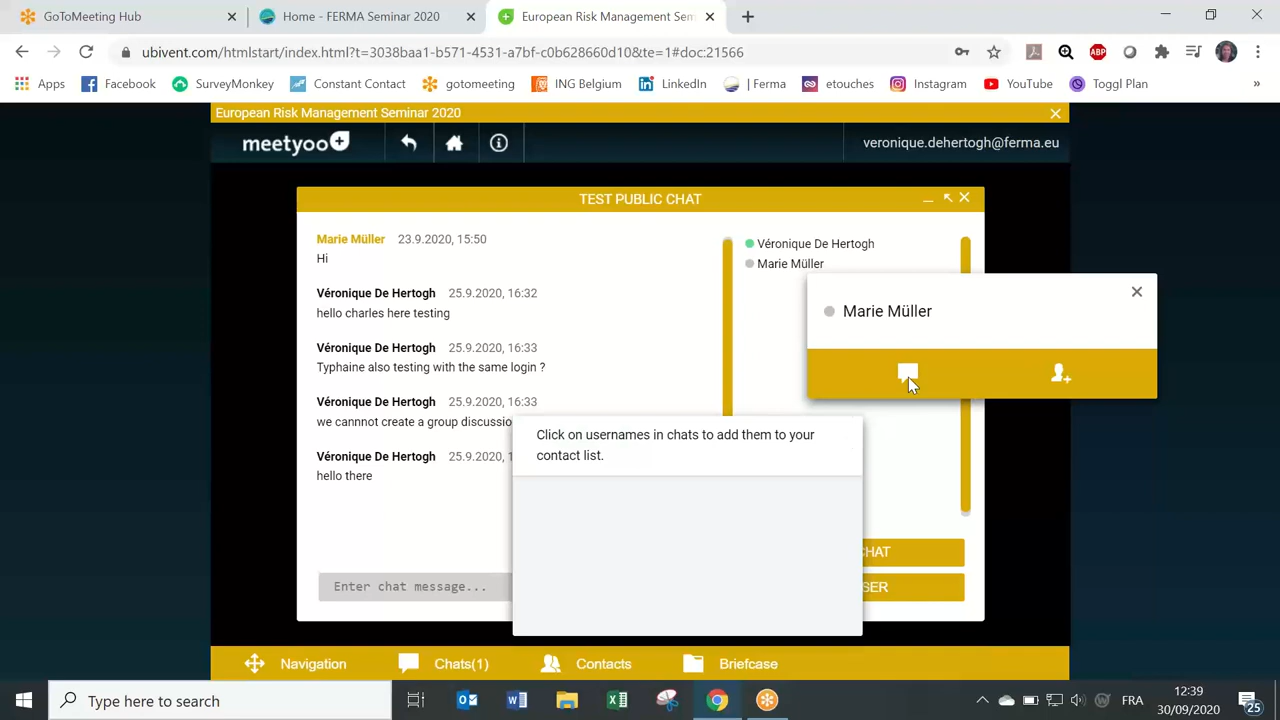 GoToMeeting Hub
Home - FERMA Seminar 2020
European Risk Management Sem
ubivent.com/htmlstart/index.html?t=3038baa1-b571-4531-a7bf-c0b628660d10&te=1#doc:21566
ABP
Apps Facebook SurveyMonkey Constant Contact gotomeeting ING Belgium LinkedIn | Ferma etouches Instagram YouTube Toggl Plan »
European Risk Management Seminar 2020
meetyoo
veronique.dehertogh@ferma.eu
TEST PUBLIC CHAT
Marie Müller 23.9.2020, 15:50
Hi
Véronique De Hertogh 25.9.2020, 16:32
hello charles here testing
Véronique De Hertogh 25.9.2020, 16:33
Typhaine also testing with the same login ?
Véronique De Hertogh 25.9.2020, 16:33
we cannnot create a group discussio
Véronique De Hertogh 25.9.2020, 1
hello there
Enter chat message...
Véronique De Hertogh
Marie Müller
Marie Müller
Click on usernames in chats to add them to your
contact list.
CHAT
SER
Navigation Chats(1) Contacts Briefcase
Type here to search
FRA
12:39
30/09/2020
25